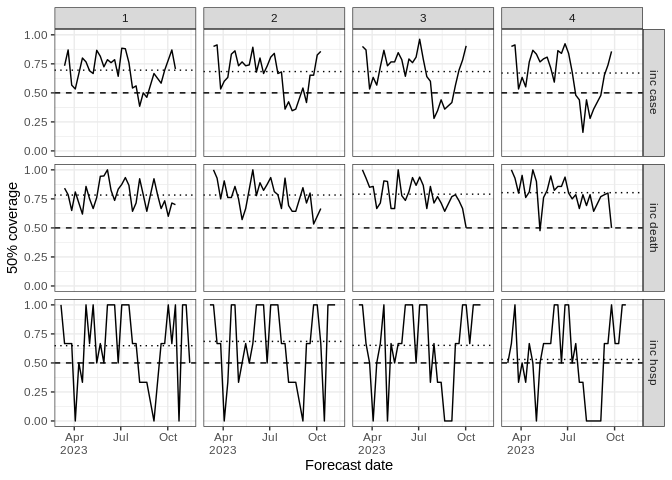 1 2 3 4
1.00
0.75
0.50
0.25
0.00
inc case
1.00
0.75
0.50
0.25
0.00
inc death
1.00
0.75
0.50
0.25
0.00
inc hosp
50% coverage
Apr Jul Oct Apr Jul Oct Apr Jul Oct Apr Jul Oct
2023 2023 2023 2023
Forecast date